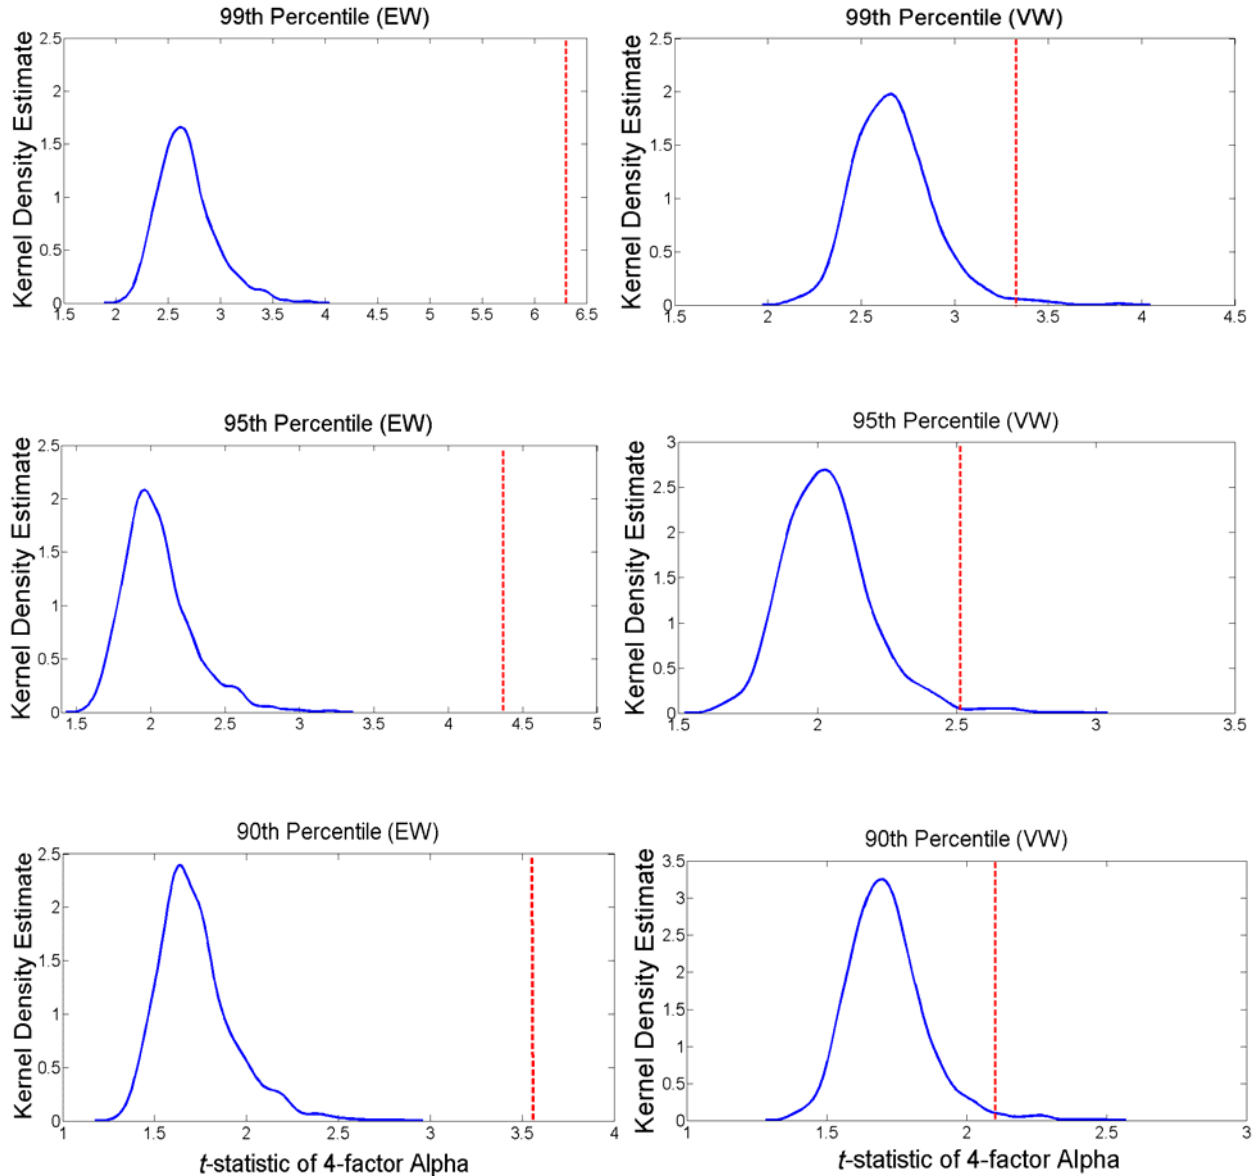 99th Percentile (EW)
Kernel Density Estimate
2.5
2
1.5
1
0.5
0
1.5 2 2.5 3 3.5 4 4.5 5 5.5 6 6.5
99th Percentile (VW)
Kernel Density Estimate
2.5
2
1.5
1
0.5
0
1.5 2 2.5 3 3.5 4 4.5
95th Percentile (EW)
Kernel Density Estimate
2.5
2
1.5
1
0.5
0
1.5 2 2.5 3 3.5 4 4.5 5
95th Percentile (VW)
Kernel Density Estimate
3
2.5
2
1.5
1
0.5
0
1.5 2 2.5 3 3.5
90th Percentile (EW)
Kernel Density Estimate
2.5
2
1.5
1
0.5
0
1 1.5 2 2.5 3 3.5 4
t-statistic of 4-factor Alpha
90th Percentile (VW)
Kernel Density Estimate
3.5
3
2.5
2
1.5
1
0.5
0
1 1.5 2 2.5 3
t-statistic of 4-factor Alpha